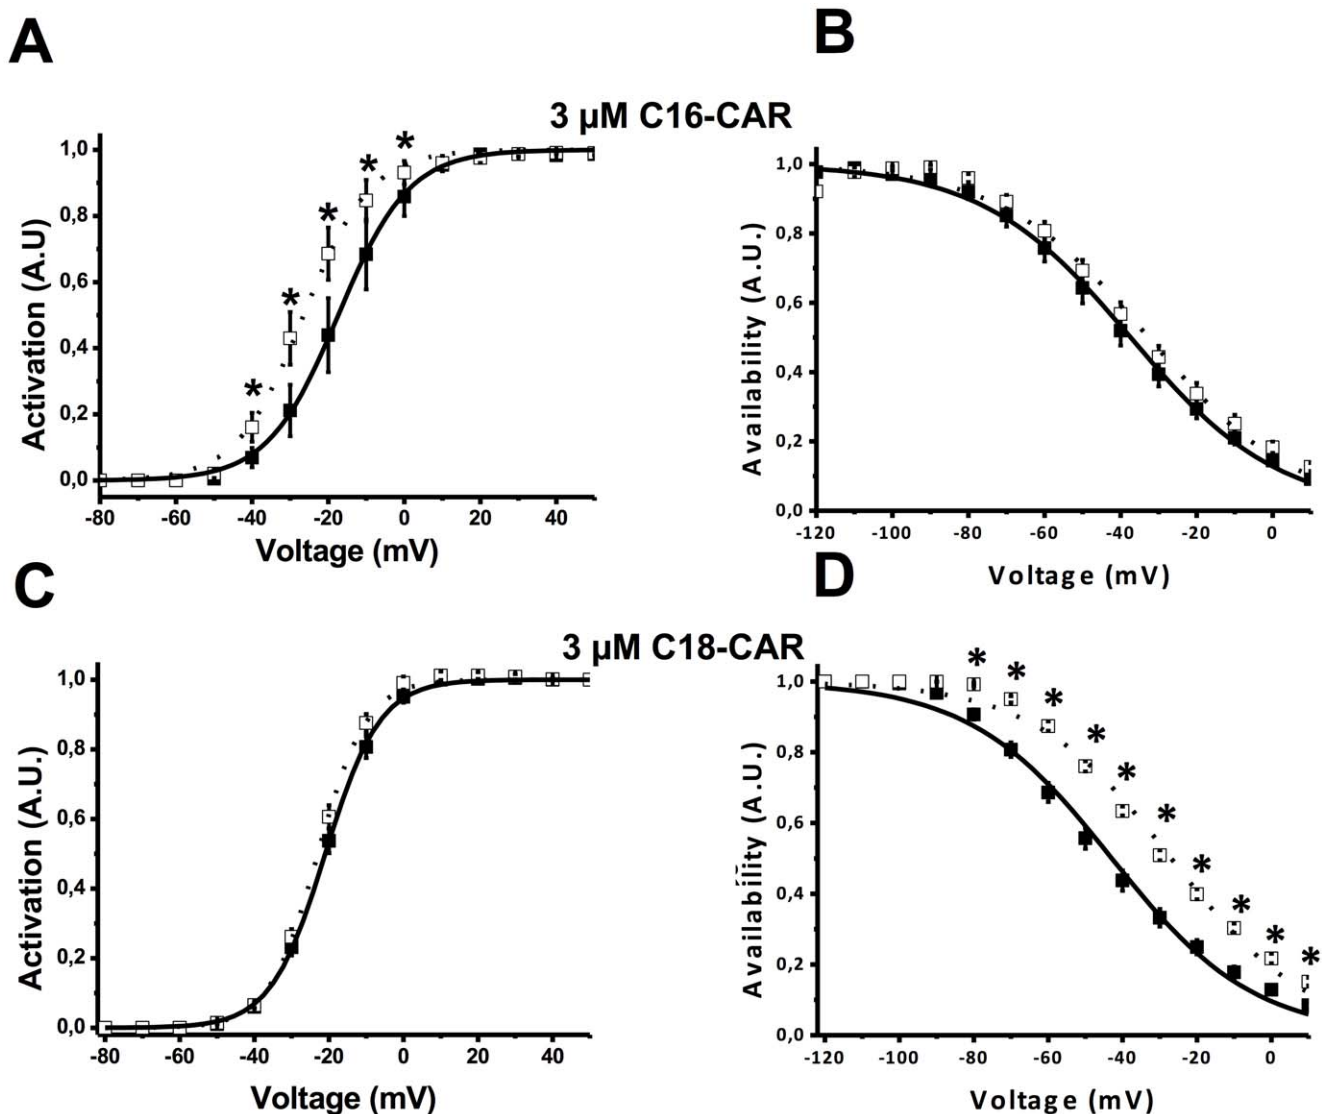 A
B
3 µM C16-CAR
1,0
0,8
0,6
0,4
0,2
0,0
Activation (A.U)
* * * * *
-80 -60 -40 -20 0 20 40
Voltage (mV)
1,0
0,8
0,6
0,4
0,2
0,0
Availability (A.U.)
-120 -100 -80 -60 -40 -20 0
Voltage (mV)
C
D
3 µM C18-CAR
1,0
0,8
0,6
0,4
0,2
0,0
Activation (A.U.)
-80 -60 -40 -20 0 20 40
Voltage (mV)
1,0
0,8
0,6
0,4
0,2
0,0
Availability (A.U.)
* * * * * * * * * *
-120 -100 -80 -60 -40 -20 0
Voltage (mV)